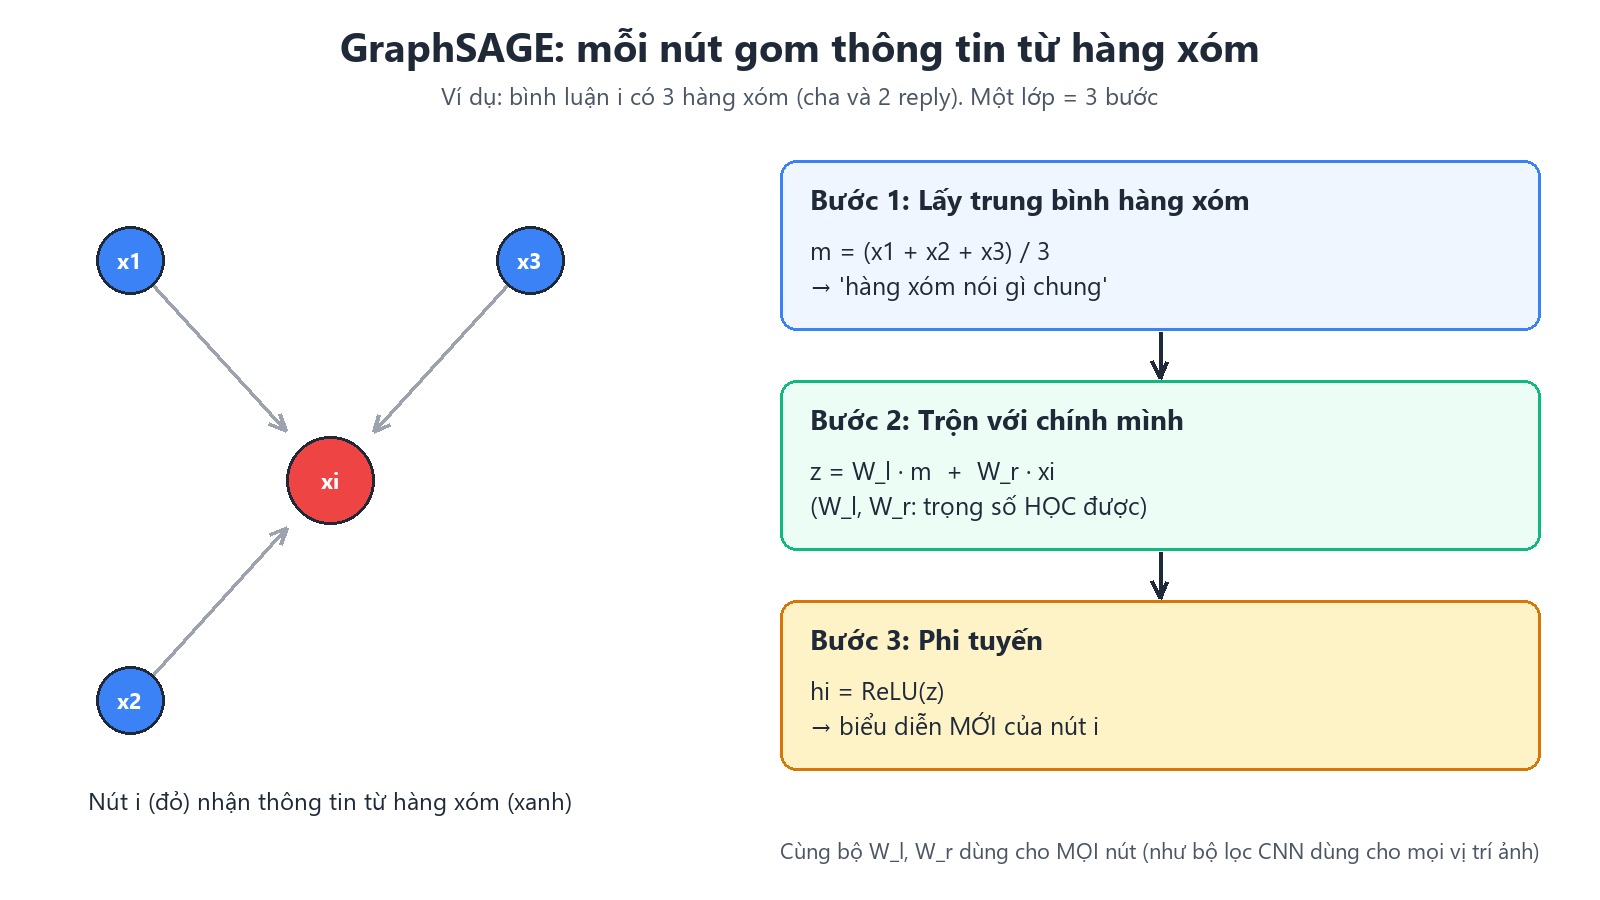 GraphSAGE: mỗi nút gom thông tin từ hàng xóm
Ví dụ: bình luận i có 3 hàng xóm (cha và 2 reply). Một lớp = 3 bước
x1
x3
xi
x2
Nút i (đỏ) nhận thông tin từ hàng xóm (xanh)
Bước 1: Lấy trung bình hàng xóm
m = (x1 + x2 + x3) / 3
→ 'hàng xóm nói gì chung'
Bước 2: Trộn với chính mình
z = W_l · m  +  W_r · xi
(W_l, W_r: trọng số HỌC được)
Bước 3: Phi tuyến
hi = ReLU(z)
→ biểu diễn MỚI của nút i
Cùng bộ W_l, W_r dùng cho MỌI nút (như bộ lọc CNN dùng cho mọi vị trí ảnh)